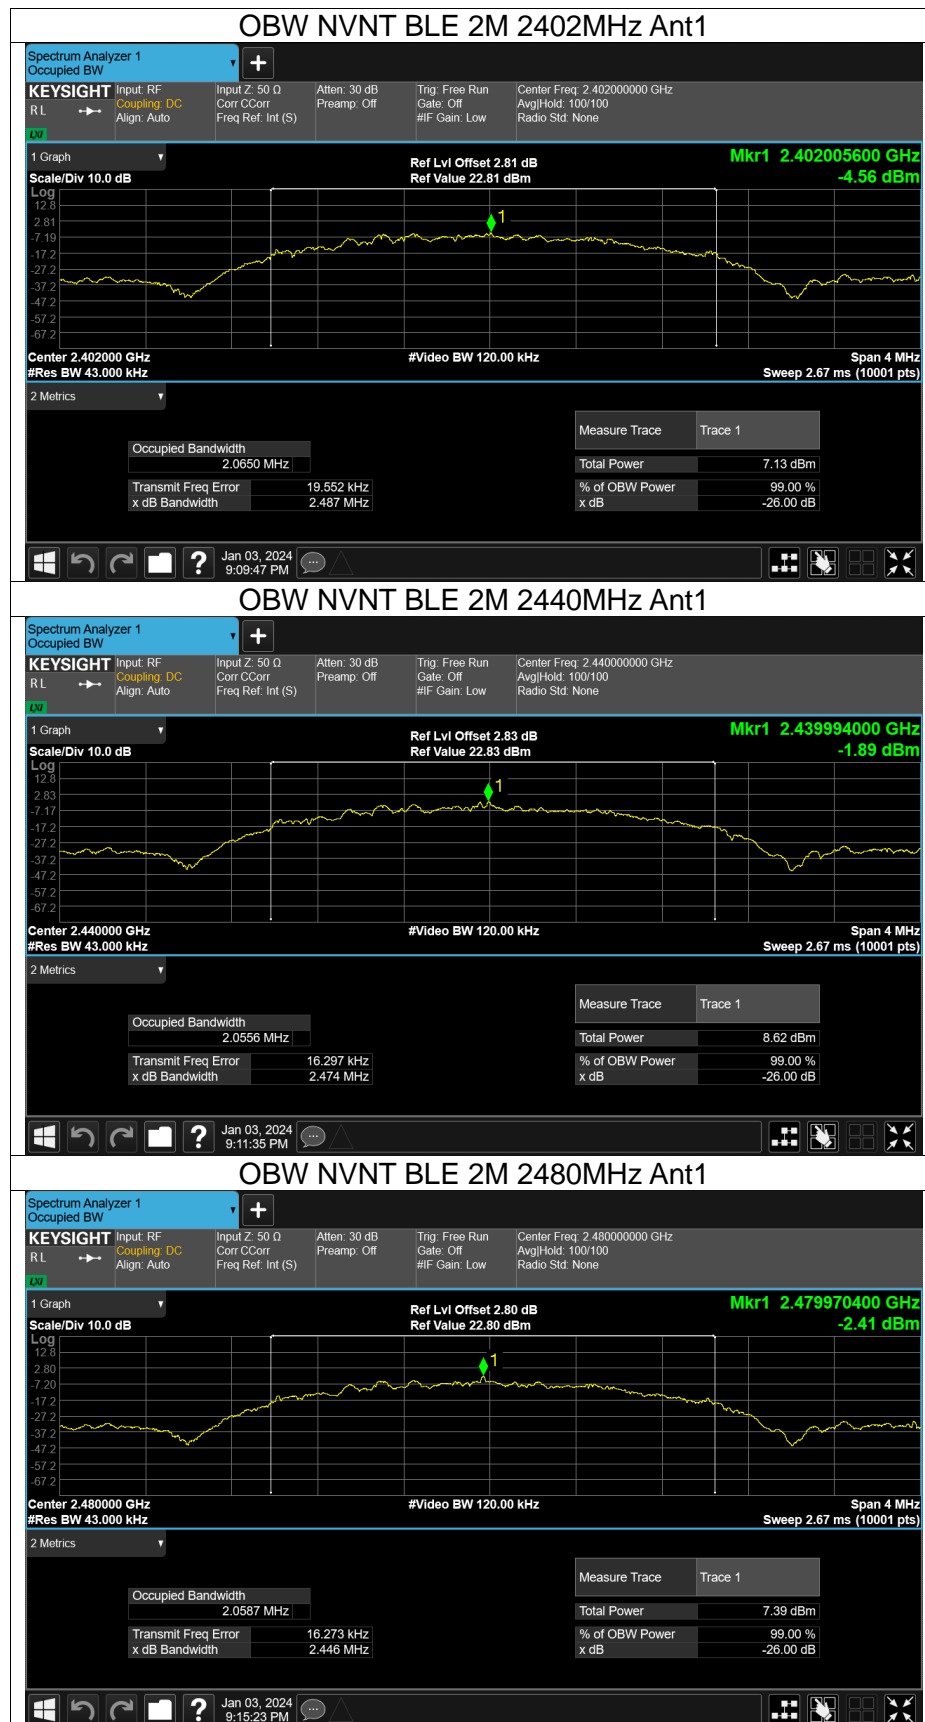 OBW NVNT BLE 2M 2402MHz Ant1
Spectrum Analyzer 1
Occupied BW
+
KEYSIGHT Input: RF Input Z: 50 Ω Atten: 30 dB Trig: Free Run Center Freq: 2.402000000 GHz
RL Coupling: DC Corr CCorr Preamp: Off Gate: Off Avg|Hold: 100/100
Align: Auto Freq Ref: Int (S) #IF Gain: Low Radio Std: None
LXI
1 Graph Ref Lvl Offset 2.81 dB Mkr1 2.402005600 GHz
Scale/Div 10.0 dB Ref Value 22.81 dBm -4.56 dBm
Log
12.8
1
2.81
-7.19
-17.2
-27.2
-37.2
-47.2
-57.2
-67.2
Center 2.402000 GHz #Video BW 120.00 kHz Span 4 MHz
#Res BW 43.000 kHz Sweep 2.67 ms (10001 pts)
2 Metrics
Measure Trace Trace 1
Occupied Bandwidth
2.0650 MHz Total Power 7.13 dBm
Transmit Freq Error 19.552 kHz % of OBW Power 99.00 %
x dB Bandwidth 2.487 MHz x dB -26.00 dB
? Jan 03, 2024
9:09:47 PM
OBW NVNT BLE 2M 2440MHz Ant1
Spectrum Analyzer 1
Occupied BW
+
KEYSIGHT Input: RF Input Z: 50 Ω Atten: 30 dB Trig: Free Run Center Freq: 2.440000000 GHz
RL Coupling: DC Corr CCorr Preamp: Off Gate: Off Avg|Hold: 100/100
Align: Auto Freq Ref: Int (S) #IF Gain: Low Radio Std: None
LXI
1 Graph Ref Lvl Offset 2.83 dB Mkr1 2.439994000 GHz
Scale/Div 10.0 dB Ref Value 22.83 dBm -1.89 dBm
Log
12.8
1
2.83
-7.17
-17.2
-27.2
-37.2
-47.2
-57.2
-67.2
Center 2.440000 GHz #Video BW 120.00 kHz Span 4 MHz
#Res BW 43.000 kHz Sweep 2.67 ms (10001 pts)
2 Metrics
Measure Trace Trace 1
Occupied Bandwidth
2.0556 MHz Total Power 8.62 dBm
Transmit Freq Error 16.297 kHz % of OBW Power 99.00 %
x dB Bandwidth 2.474 MHz x dB -26.00 dB
? Jan 03, 2024
9:11:35 PM
OBW NVNT BLE 2M 2480MHz Ant1
Spectrum Analyzer 1
Occupied BW
+
KEYSIGHT Input: RF Input Z: 50 Ω Atten: 30 dB Trig: Free Run Center Freq: 2.480000000 GHz
RL Coupling: DC Corr CCorr Preamp: Off Gate: Off Avg|Hold: 100/100
Align: Auto Freq Ref: Int (S) #IF Gain: Low Radio Std: None
LXI
1 Graph Ref Lvl Offset 2.80 dB Mkr1 2.479970400 GHz
Scale/Div 10.0 dB Ref Value 22.80 dBm -2.41 dBm
Log
12.8
1
2.80
-7.20
-17.2
-27.2
-37.2
-47.2
-57.2
-67.2
Center 2.480000 GHz #Video BW 120.00 kHz Span 4 MHz
#Res BW 43.000 kHz Sweep 2.67 ms (10001 pts)
2 Metrics
Measure Trace Trace 1
Occupied Bandwidth
2.0587 MHz Total Power 7.39 dBm
Transmit Freq Error 16.273 kHz % of OBW Power 99.00 %
x dB Bandwidth 2.446 MHz x dB -26.00 dB
? Jan 03, 2024
9:15:23 PM